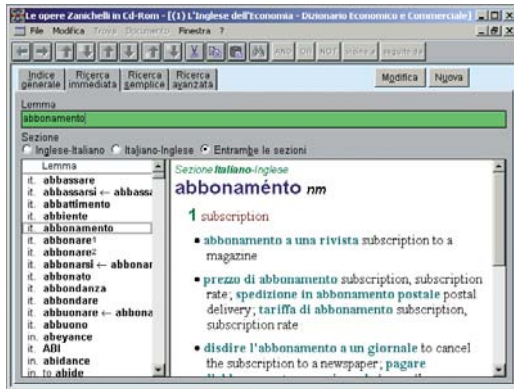 Le opere Zanichelli in Cd-Rom - [(1) L'Inglese dell'Economia - Dizionario Economico e Commerciale]
File Modifica Trova Documento Finestra ?
AND OR NOT vicino a seguito da
Indice generale Ricerca immediata Ricerca semplice Ricerca avanzata Modifica Nuova
Lemma
abbonamento
Sezione
Inglese-Italiano Italiano-Inglese Entrambe le sezioni
Lemma
it. abbassare
it. abbassarsi ← abbassa
it. abbattimento
it. abbiente
it. abbonamento
it. abbonare¹
it. abbonare²
it. abbonarsi ← abbonar
it. abbonato
it. abbondanza
it. abbondare
it. abbuonare ← abbona
it. abbuono
in. abeyance
it. ABI
in. abidance
in. to abide
Sezione Italiano-Inglese
abbonaménto nm
1 subscription
• abbonamento a una rivista subscription to a
magazine
• prezzo di abbonamento subscription, subscription
rate; spedizione in abbonamento postale postal
delivery; tariffa di abbonamento subscription,
subscription rate
• disdire l'abbonamento a un giornale to cancel
the subscription to a newspaper; pagare